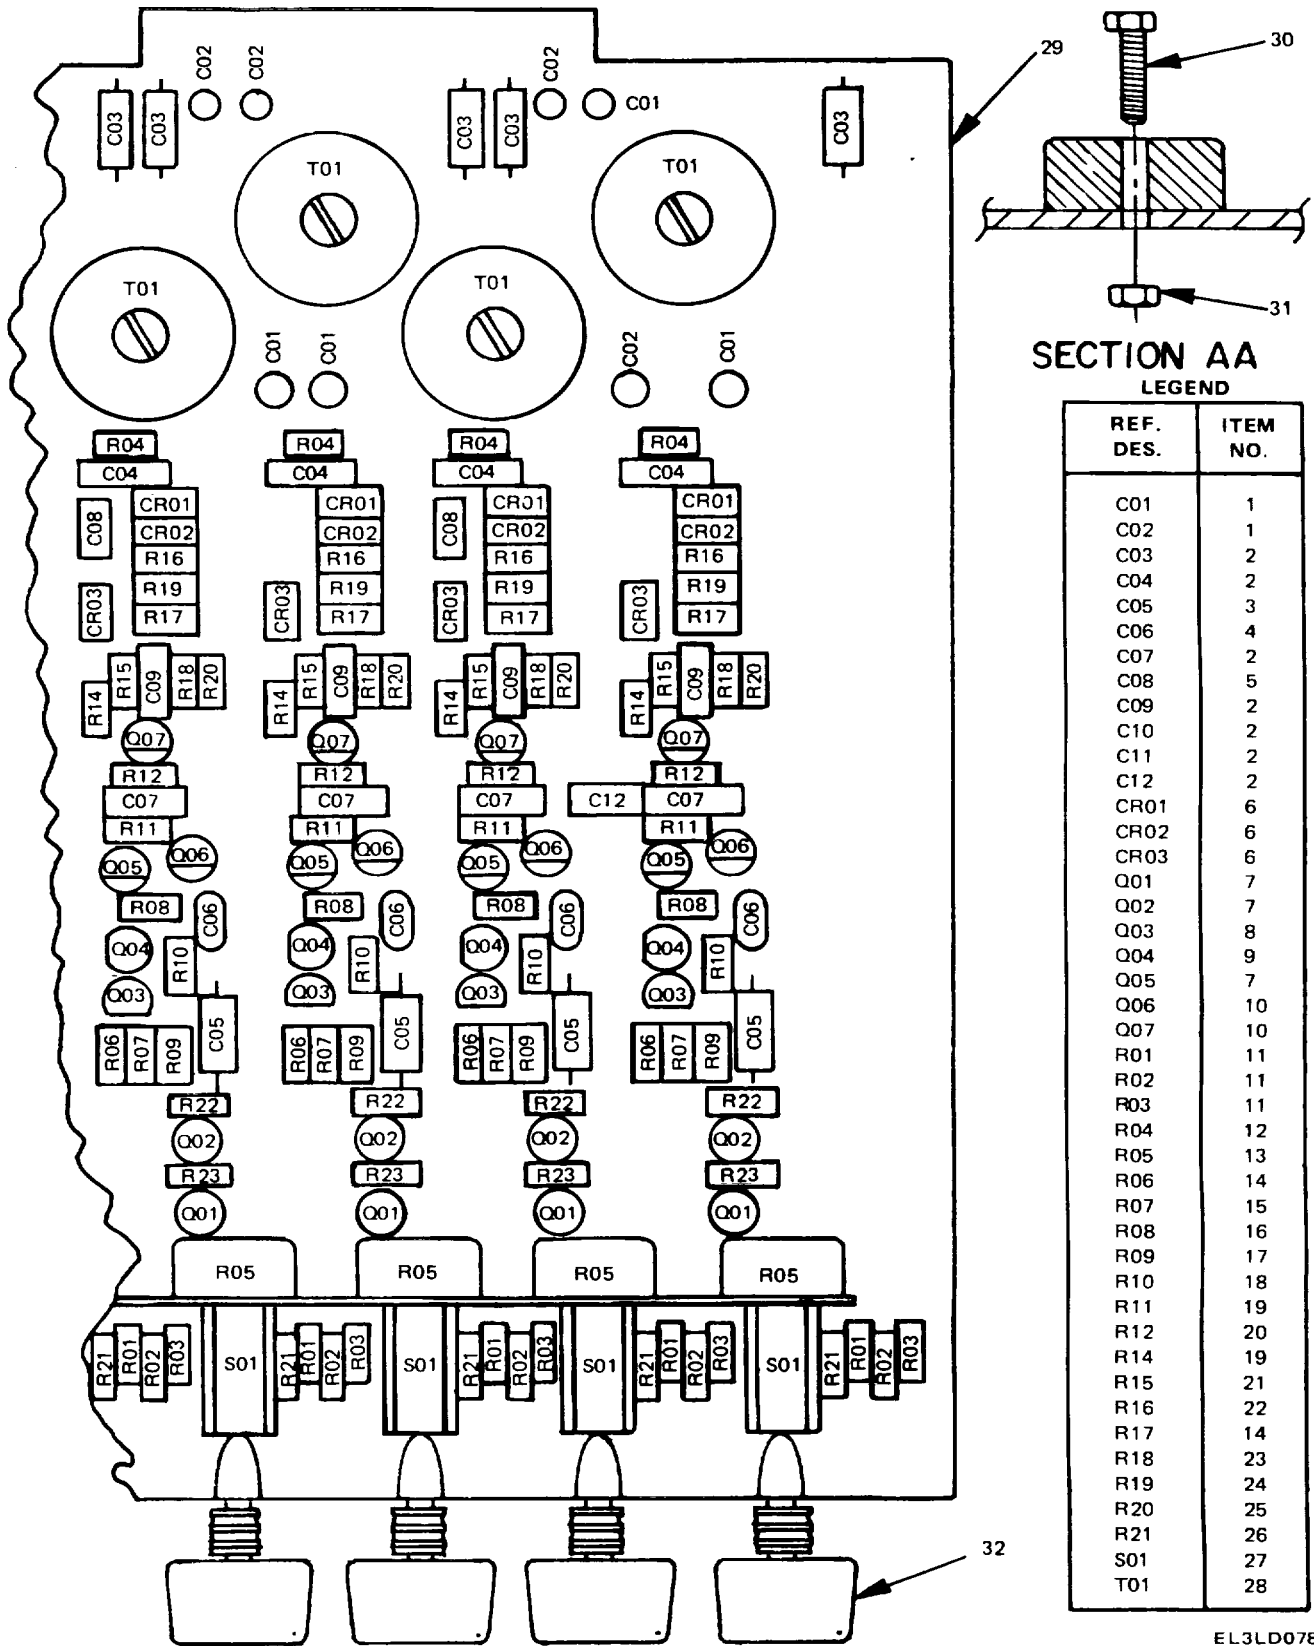 C02 C02 C02 C01
C03 C03 C03 C03 C03
29
30
T01 T01
T01 T01
31
C01 C01 C02 C01
SECTION AA
LEGEND
REF. DES. ITEM NO.
C01 1
C02 1
C03 2
C04 2
C05 3
C06 4
C07 2
C08 5
C09 2
C10 2
C11 2
C12 2
CR01 6
CR02 6
CR03 6
Q01 7
Q02 7
Q03 8
Q04 9
Q05 7
Q06 10
Q07 10
R01 11
R02 11
R03 11
R04 12
R05 13
R06 14
R07 15
R08 16
R09 17
R10 18
R11 19
R12 20
R14 19
R15 21
R16 22
R17 14
R18 23
R19 24
R20 25
R21 26
S01 27
T01 28
R04 R04 R04 R04
C04 C04 C04 C04
CR01 CR01 CR01 CR01
C08 CR02 CR02 C08 CR02 CR02
R16 R16 R16 R16
R19 R19 R19 R19
CR03 R17 CR03 R17 CR03 R17 CR03 R17
R14 R15 C09 R18 R20 R14 R15 C09 R18 R20 R14 R15 C09 R18 R20 R14 R15 C09 R18 R20
Q07 Q07 Q07 Q07
R12 R12 R12 R12
C07 C07 C07 C12 C07
R11 R11 R11 R11
Q05 Q06 Q05 Q06 Q05 Q06 Q05 Q06
R08 C06 R08 C06 R08 C06 R08 C06
Q04 R10 Q04 R10 Q04 R10 Q04 R10
Q03 Q03 Q03 Q03
R06 R07 R09 C05 R06 R07 R09 C05 R06 R07 R09 C05 R06 R07 R09 C05
R22 R22 R22 R22
Q02 Q02 Q02 Q02
R23 R23 R23 R23
Q01 Q01 Q01 Q01
R05 R05 R05 R05
R21 R01 R02 R03 S01 R21 R01 R02 R03 S01 R21 R01 R02 R03 S01 R21 R01 R02 R03 S01 R21 R01 R02 R03
32
EL3LD078